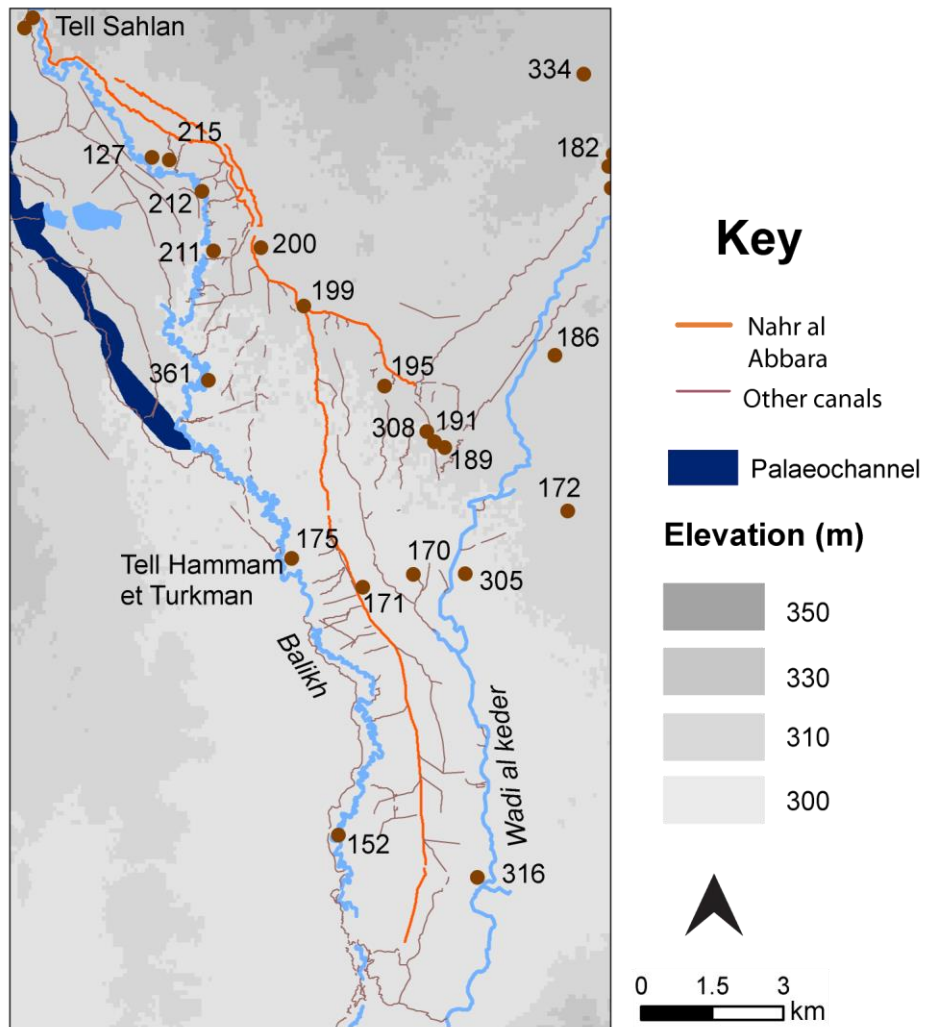 Tell Sahlan
334
215
127
182
212
211
200
199
186
195
361
308
191
189
172
175
170
Tell Hammam
et Turkman
171
305
Balikh
Wadi al keder
152
316
Key
Nahr al
Abbara
Other canals
Palaeochannel
Elevation (m)
350
330
310
300
0 1.5 3
km